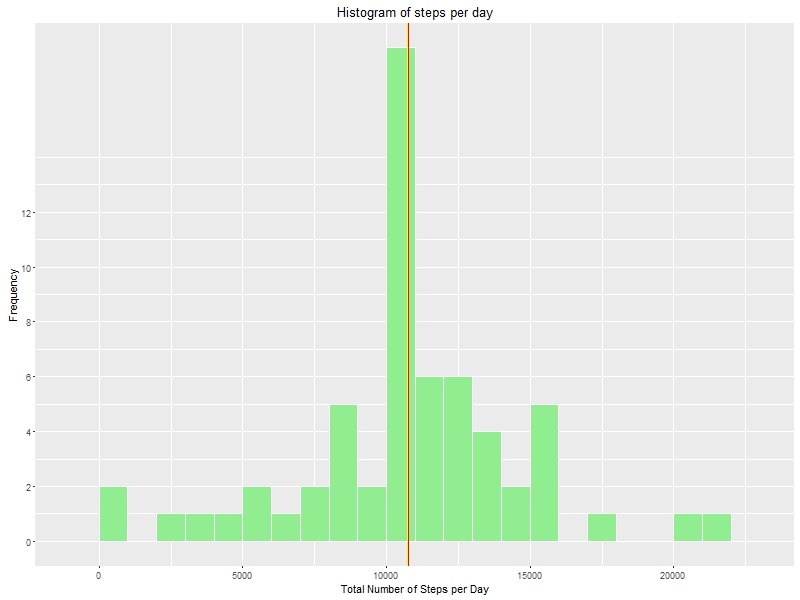 Histogram of steps per day
Frequency
12
10
8
6
4
2
0
0 5000 10000 15000 20000
Total Number of Steps per Day